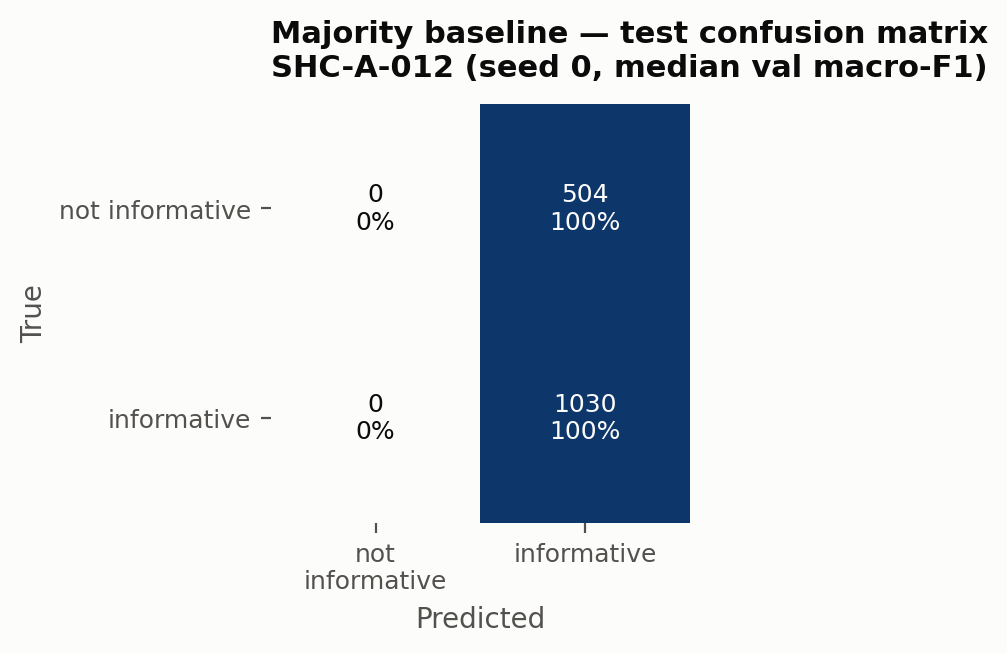 Majority baseline — test confusion matrix
SHC-A-012 (seed 0, median val macro-F1)
True
not informative
0
0%
504
100%
informative
0
0%
1030
100%
not
informative
informative
Predicted